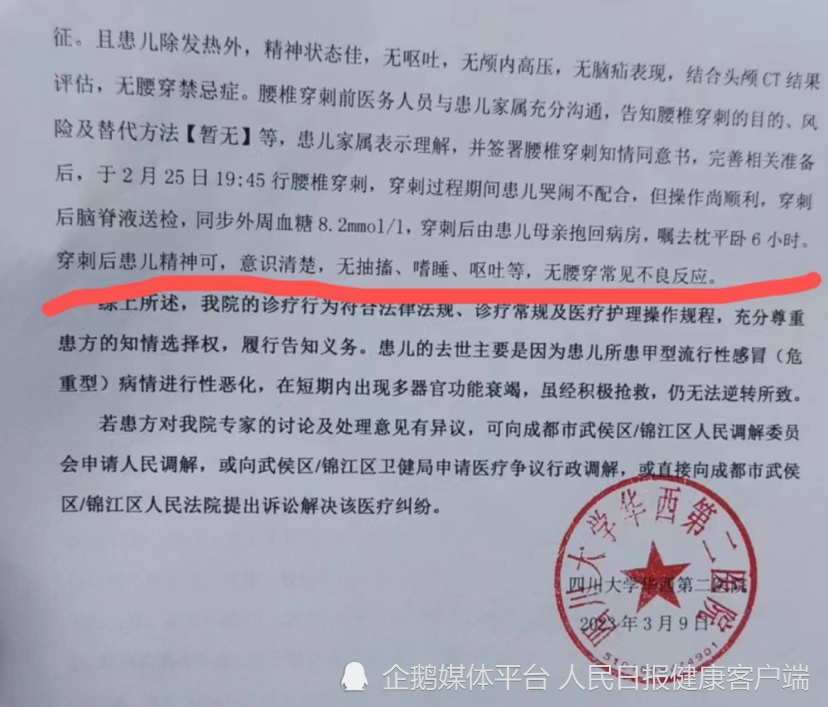 征。且患儿除发热外，精神状态佳，无呕吐，无颅内高压，无脑疝表现，结合头颅 CT 结果
评估，无腰穿禁忌症。腰椎穿刺前医务人员与患儿家属充分沟通，告知腰椎穿刺的目的、风
险及替代方法【暂无】等，患儿家属表示理解，并签署腰椎穿刺知情同意书，完善相关准备
后，于 2 月 25 日 19:45 行腰椎穿刺，穿刺过程期间患儿哭闹不配合，但操作尚顺利，穿刺
后脑脊液送检，同步外周血糖 8.2mmol/l，穿刺后由患儿母亲抱回病房，嘱去枕平卧 6 小时。
穿刺后患儿精神可，意识清楚，无抽搐、嗜睡、呕吐等，无腰穿常见不良反应。
综上所述，我院的诊疗行为符合法律法规、诊疗常规及医疗护理操作规程，充分尊重
患方的知情选择权，履行告知义务。患儿的去世主要是因为患儿所患甲型流行性感冒（危
重型）病情进行性恶化，在短期内出现多器官功能衰竭，虽经积极抢救，仍无法逆转所致。
若患方对我院专家的讨论及处理意见有异议，可向成都市武侯区/锦江区人民调解委员
会申请人民调解，或向武侯区/锦江区卫健局申请医疗争议行政调解，或直接向成都市武侯
区/锦江区人民法院提出诉讼解决该医疗纠纷。
四川大学华西第二医院
四川大学华西第二医院
2023 年 3 月 9 日
企鹅媒体平台 人民日报健康客户端